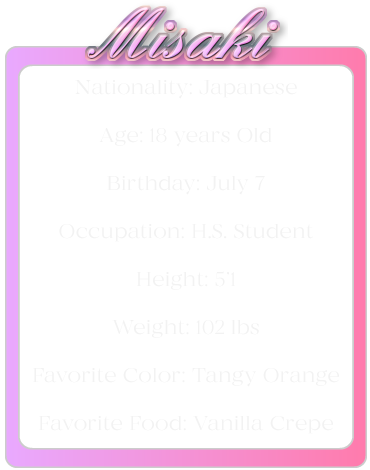 Misaki
Nationality: Japanese
Age: 18 years Old
Birthday: July 7
Occupation: H.S. Student
Height: 5'1
Weight: 102 lbs
Favorite Color: Tangy Orange
Favorite Food: Vanilla Crepe